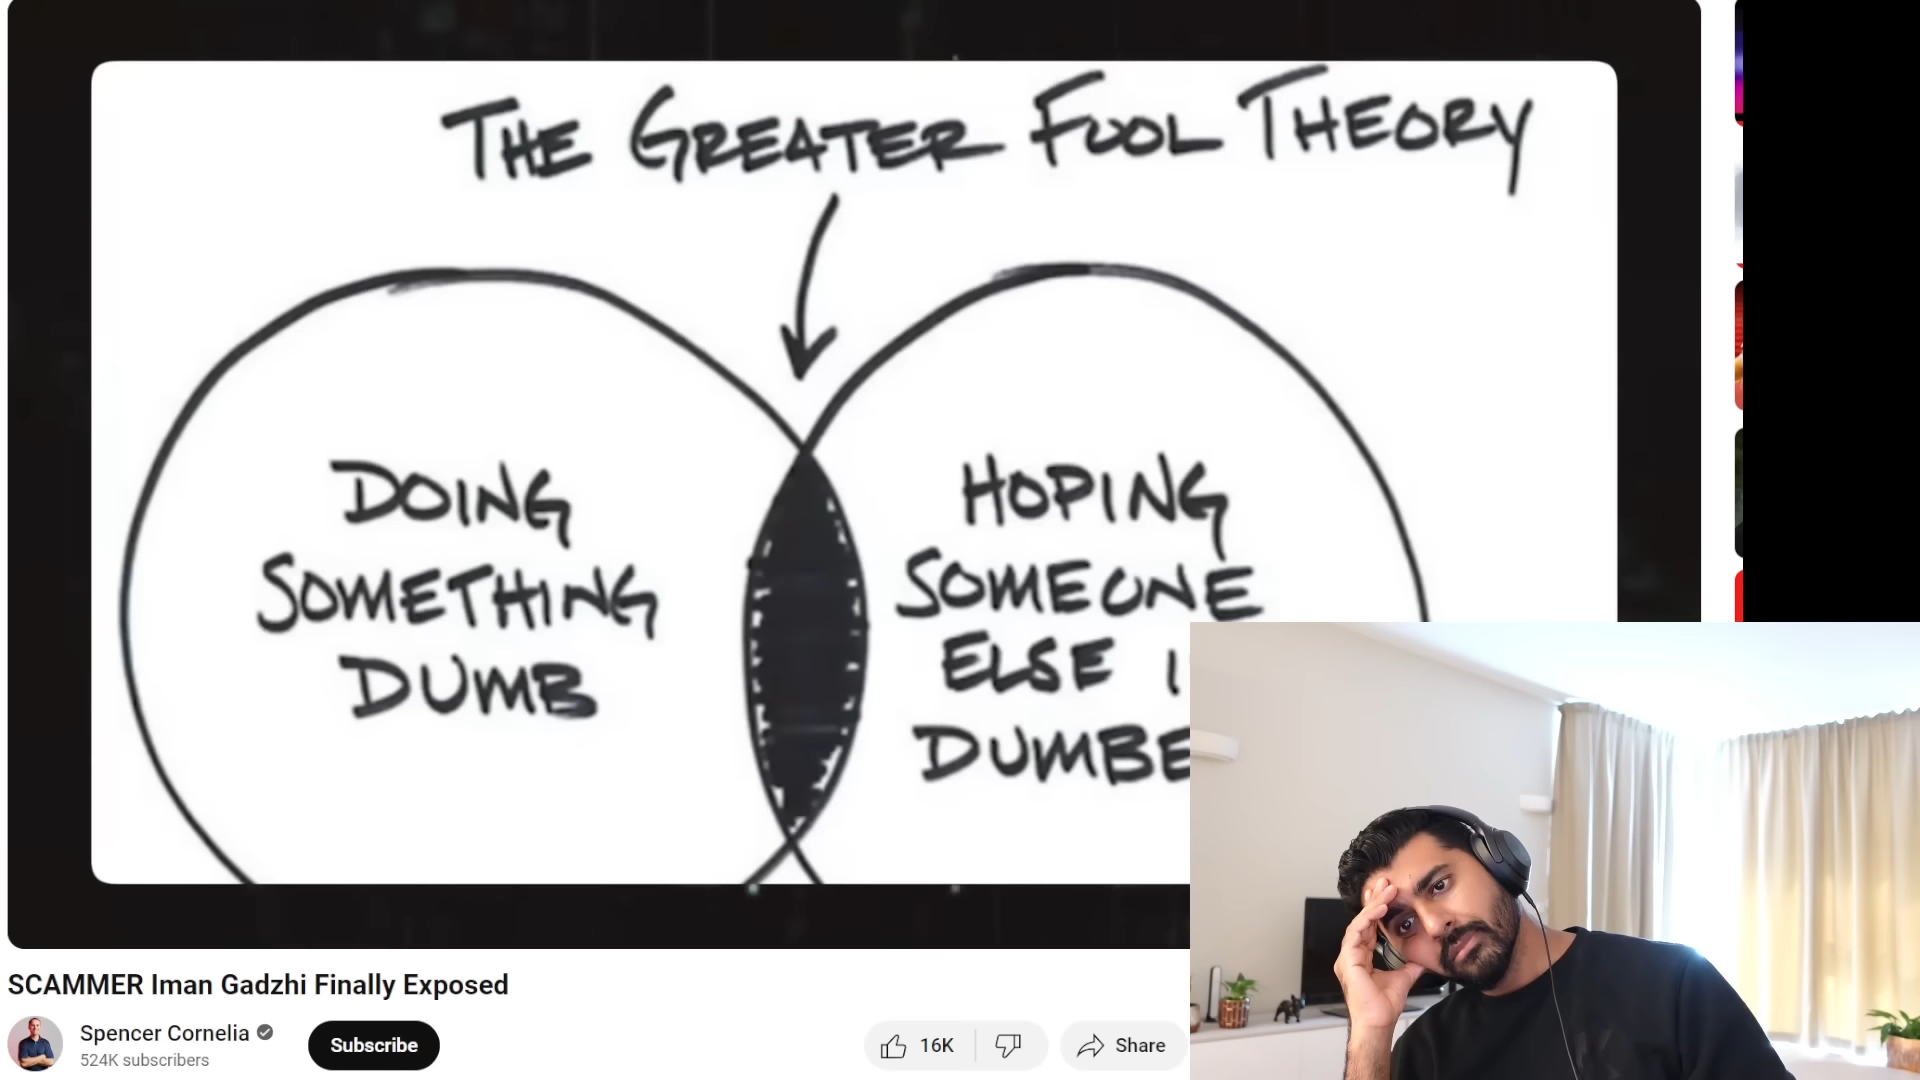 THE GREATER FOOL THEORY
DOING
SOMETHING
DUMB
HOPING
SOMEONE
ELSE
DUMBE
SCAMMER Iman Gadzhi Finally Exposed
Spencer Cornelia
524K subscribers
Subscribe
16K
Share